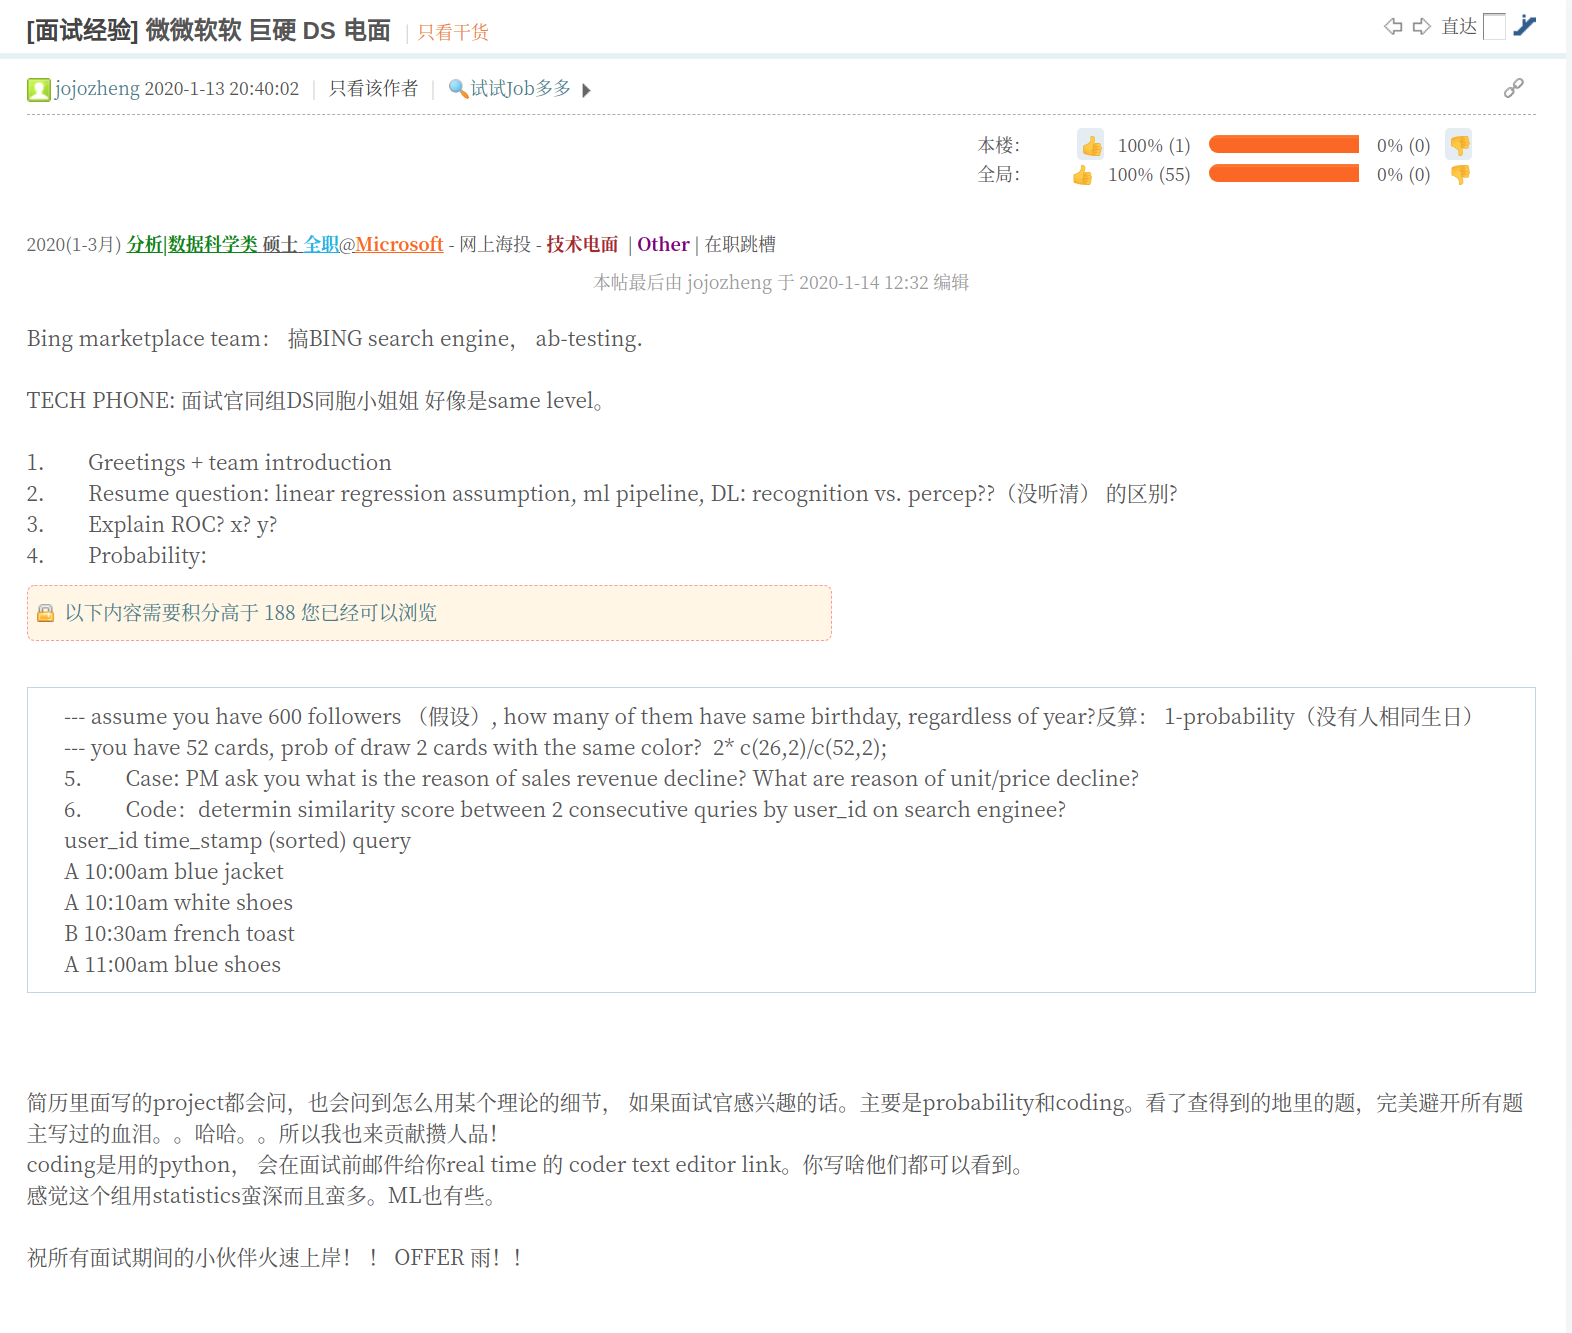 [面试经验] 微微软软 巨硬 DS 电面 | 只看干货
直达
jojozheng 2020-1-13 20:40:02 | 只看该作者 | 试试Job多多
本楼： 100% (1) 0% (0)
全局： 100% (55) 0% (0)
2020(1-3月) 分析|数据科学类 硕士 全职@Microsoft - 网上海投 - 技术电面 | Other | 在职跳槽
本帖最后由 jojozheng 于 2020-1-14 12:32 编辑
Bing marketplace team： 搞BING search engine， ab-testing.
TECH PHONE: 面试官同组DS同胞小姐姐 好像是same level。
1. Greetings + team introduction
2. Resume question: linear regression assumption, ml pipeline, DL: recognition vs. percep??（没听清） 的区别?
3. Explain ROC? x? y?
4. Probability:
以下内容需要积分高于 188 您已经可以浏览
--- assume you have 600 followers （假设）, how many of them have same birthday, regardless of year?反算： 1-probability（没有人相同生日）
--- you have 52 cards, prob of draw 2 cards with the same color? 2* c(26,2)/c(52,2);
5. Case: PM ask you what is the reason of sales revenue decline? What are reason of unit/price decline?
6. Code：determin similarity score between 2 consecutive quries by user_id on search enginee?
user_id time_stamp (sorted) query
A 10:00am blue jacket
A 10:10am white shoes
B 10:30am french toast
A 11:00am blue shoes
简历里面写的project都会问，也会问到怎么用某个理论的细节， 如果面试官感兴趣的话。主要是probability和coding。看了查得到的地里的题，完美避开所有题
主写过的血泪。。哈哈。。所以我也来贡献攒人品！
coding是用的python， 会在面试前邮件给你real time 的 coder text editor link。你写啥他们都可以看到。
感觉这个组用statistics蛮深而且蛮多。ML也有些。
祝所有面试期间的小伙伴火速上岸！ ！ OFFER 雨！！